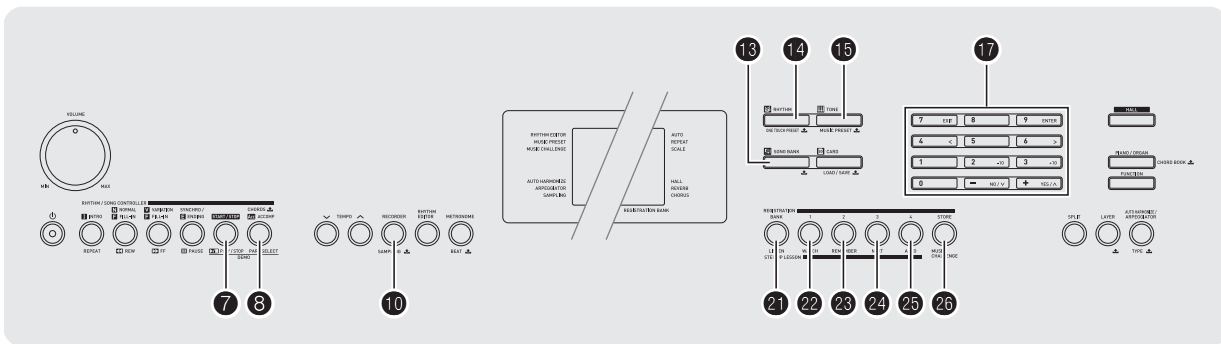 13
14
15
17
RHYTHM
TONE
ONE TOUCH PRESET
MUSIC PRESET
SONG BANK
CARD
LOAD / SAVE
7 EXIT
8
9 ENTER
4 <
5
6 >
1
2 -10
3 +10
0
- NO / ∨
+ YES / ∧
HALL
PIANO / ORGAN
CHORD BOOK
FUNCTION
VOLUME
MIN
MAX
RHYTHM EDITOR
MUSIC PRESET
MUSIC CHALLENGE
AUTO
REPEAT
SCALE
AUTO HARMONIZE
ARPEGGIATOR
SAMPLING
HALL
REVERB
CHORUS
REGISTRATION BANK
RHYTHM / SONG CONTROLLER
INTRO
REPEAT
N NORMAL
F FILL-IN
REW
V VARIATION
F FILL-IN
FF
SYNCHRO /
E ENDING
PAUSE
START / STOP
CHORDS
ACCOMP
DEMO
∨ TEMPO ∧
RECORDER
RHYTHM
EDITOR
METRONOME
BEAT
REGISTRATION
BANK
1
2
3
4
STORE
SPLIT
LAYER
AUTO HARMONIZE /
ARPEGGIATOR
TYPE
7
8
10
21
22
23
24
25
26